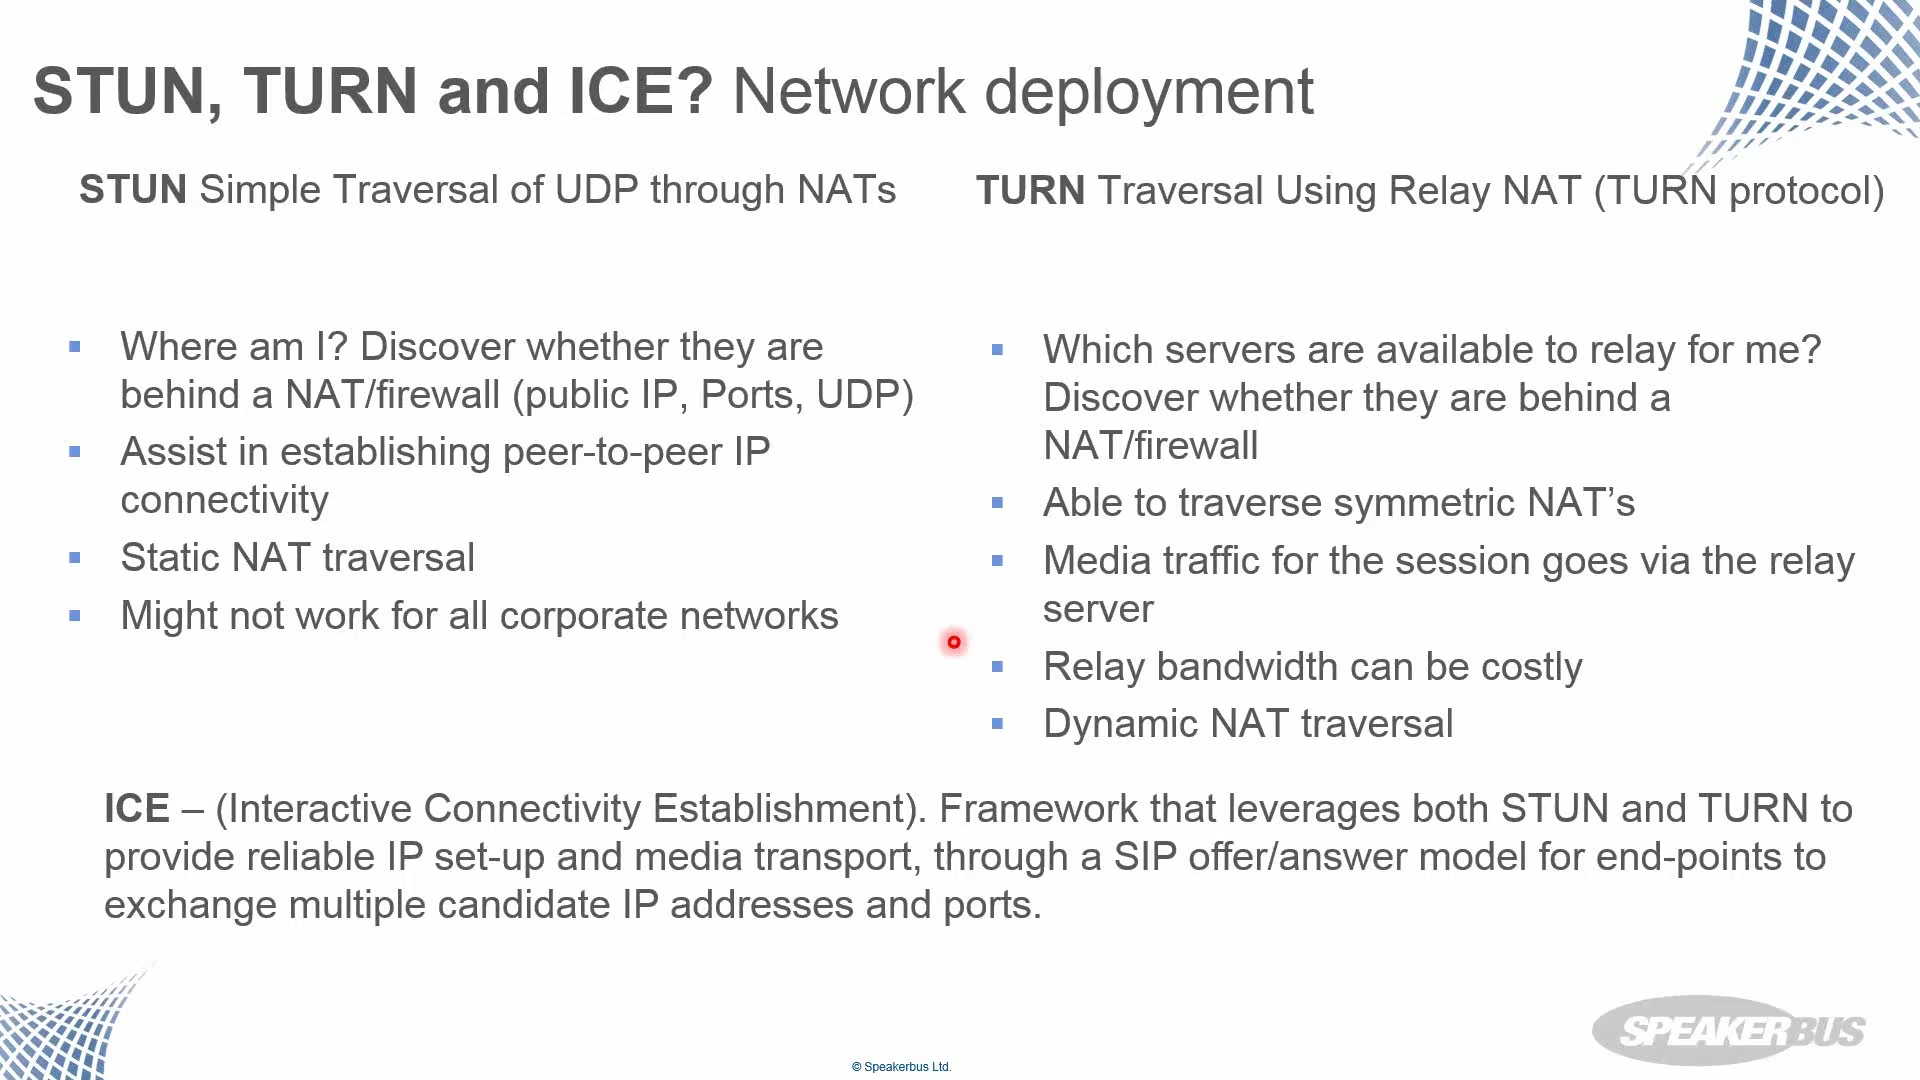 STUN, TURN and ICE? Network deployment
STUN Simple Traversal of UDP through NATs
Where am I? Discover whether they are
behind a NAT/firewall (public IP, Ports, UDP)
Assist in establishing peer-to-peer IP
connectivity
Static NAT traversal
Might not work for all corporate networks
TURN Traversal Using Relay NAT (TURN protocol)
Which servers are available to relay for me?
Discover whether they are behind a
NAT/firewall
Able to traverse symmetric NAT’s
Media traffic for the session goes via the relay
server
Relay bandwidth can be costly
Dynamic NAT traversal
ICE – (Interactive Connectivity Establishment). Framework that leverages both STUN and TURN to
provide reliable IP set-up and media transport, through a SIP offer/answer model for end-points to
exchange multiple candidate IP addresses and ports.
SPEAKERBUS
© Speakerbus Ltd.